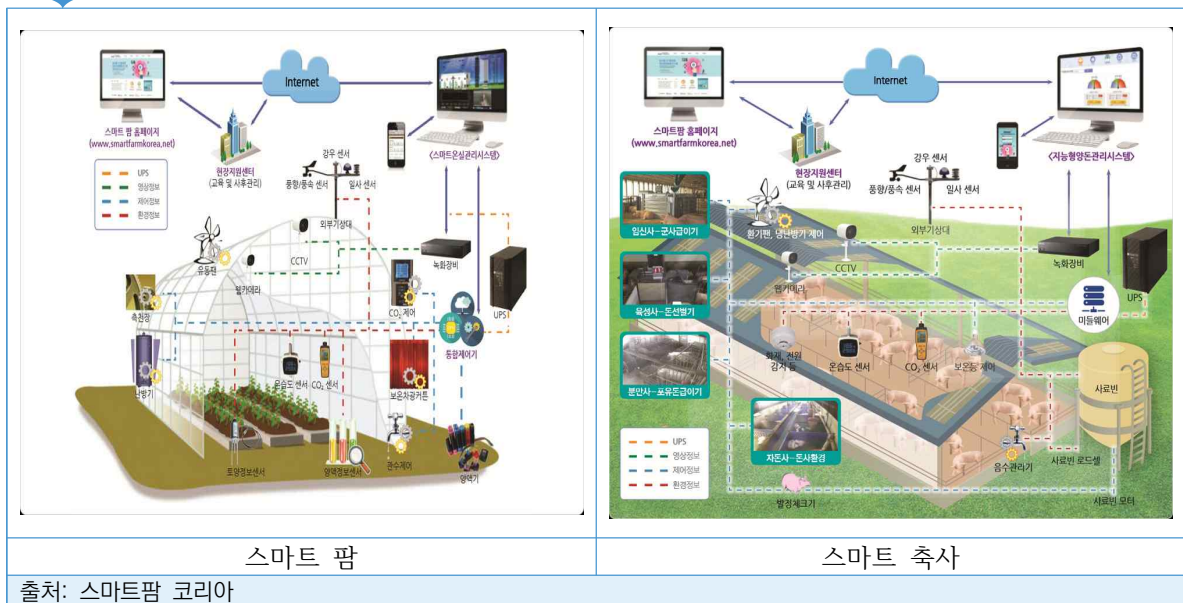 Internet
스마트 팜 홈페이지
(www.smartfarmkorea.net)
현장지원센터
(교육 및 사후관리)
<스마트온실관리시스템>
UPS
영상정보
제어정보
환경정보
강우 센서
풍향/풍속 센서
일사 센서
외부기상대
유동팬
CCTV
웹카메라
녹화장비
UPS
측천장
CO₂ 제어
통합제어기
난방기
온습도 센서
CO₂ 센서
보온차광커튼
토양정보센서
양액정보센서
관수제어
양액기
Internet
스마트팜 홈페이지
(www.smartfarmkorea.net)
현장지원센터
(교육 및 사후관리)
<지능형양돈관리시스템>
강우 센서
풍향/풍속 센서
일사 센서
외부기상대
임신사-군사급이기
환기팬, 냉난방기 제어
CCTV
웹카메라
녹화장비
UPS
육성사-돈선별기
미들웨어
화재, 전원
감지 등
온습도 센서
CO₂ 센서
보온등 제어
분만사-포유돈급이기
사료빈
자돈사-돈사환경
UPS
영상정보
제어정보
환경정보
음수관리기
사료빈 로드셀
발정체크기
사료빈 모터
스마트 팜
스마트 축사
출처: 스마트팜 코리아